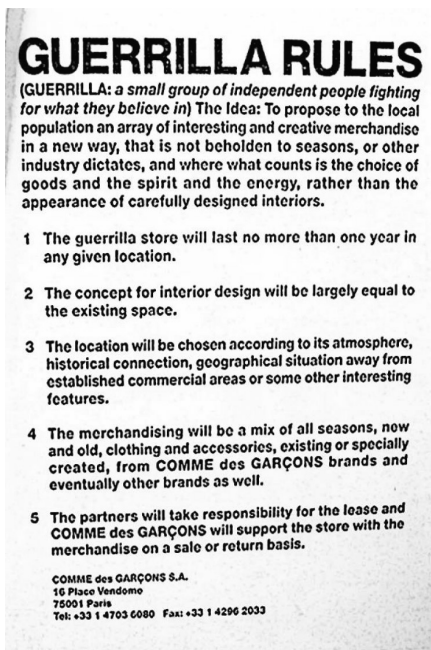 GUERRILLA RULES
(GUERRILLA: a small group of independent people fighting
for what they believe in) The Idea: To propose to the local
population an array of interesting and creative merchandise
in a new way, that is not beholden to seasons, or other
industry dictates, and where what counts is the choice of
goods and the spirit and the energy, rather than the
appearance of carefully designed interiors.
1 The guerrilla store will last no more than one year in
any given location.
2 The concept for interior design will be largely equal to
the existing space.
3 The location will be chosen according to its atmosphere,
historical connection, geographical situation away from
established commercial areas or some other interesting
features.
4 The merchandising will be a mix of all seasons, new
and old, clothing and accessories, existing or specially
created, from COMME des GARÇONS brands and
eventually other brands as well.
5 The partners will take responsibility for the lease and
COMME des GARÇONS will support the store with the
merchandise on a sale or return basis.
COMME des GARÇONS S.A.
16 Place Vendome
75001 Paris
Tel: +33 1 4703 6080 Fax: +33 1 4296 2033